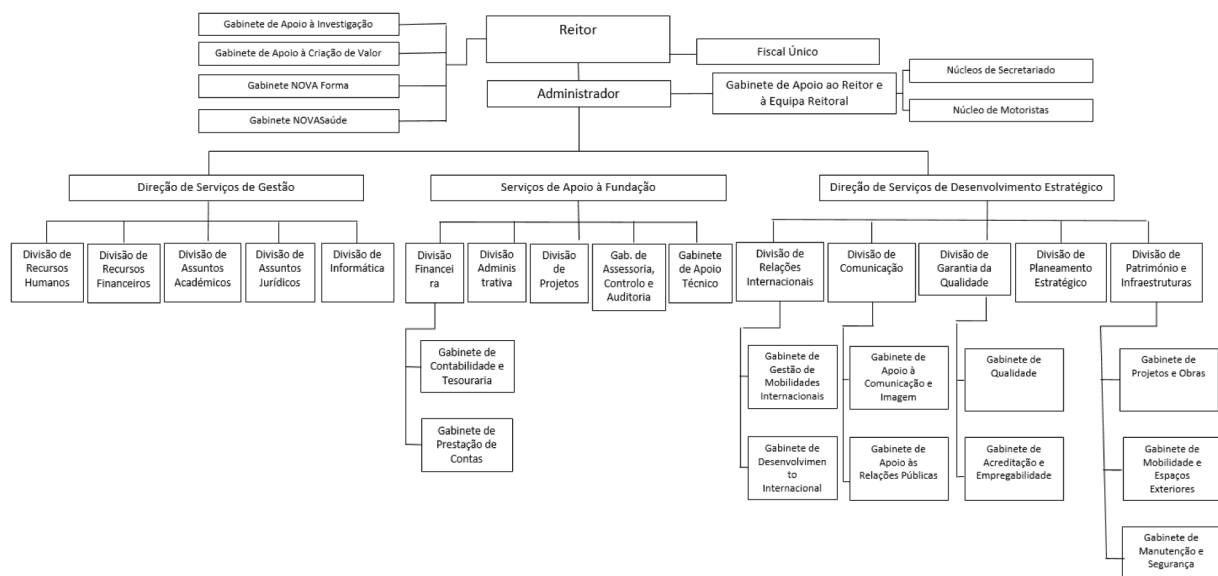 Gabinete de Apoio à Investigação
Gabinete de Apoio à Criação de Valor
Gabinete NOVA Forma
Gabinete NOVASaúde
Reitor
Fiscal Único
Administrador
Gabinete de Apoio ao Reitor e
à Equipa Reitoral
Núcleos de Secretariado
Núcleo de Motoristas
Direção de Serviços de Gestão
Serviços de Apoio à Fundação
Direção de Serviços de Desenvolvimento Estratégico
Divisão de
Recursos
Humanos
Divisão de
Recursos
Financeiros
Divisão de
Assuntos
Académicos
Divisão de
Assuntos
Jurídicos
Divisão de
Informática
Divisão
Financei
ra
Divisão
Adminis
trativa
Divisão
de
Projetos
Gab. de
Assessoria,
Controlo e
Auditoria
Gabinete
de Apoio
Técnico
Divisão de
Relações
Internacionais
Divisão de
Comunicação
Divisão de
Garantia da
Qualidade
Divisão de
Planeamento
Estratégico
Divisão de
Património e
Infraestruturas
Gabinete de
Contabilidade e
Tesouraria
Gabinete de
Prestação de
Contas
Gabinete de
Gestão de
Mobilidades
Internacionais
Gabinete de
Desenvolvimen
to
Internacional
Gabinete de
Apoio à
Comunicação e
Imagem
Gabinete de
Apoio às
Relações Públicas
Gabinete de
Qualidade
Gabinete de
Acreditação e
Empregabilidade
Gabinete de
Projetos e Obras
Gabinete de
Mobilidade e
Espaços
Exteriores
Gabinete de
Manutenção e
Segurança